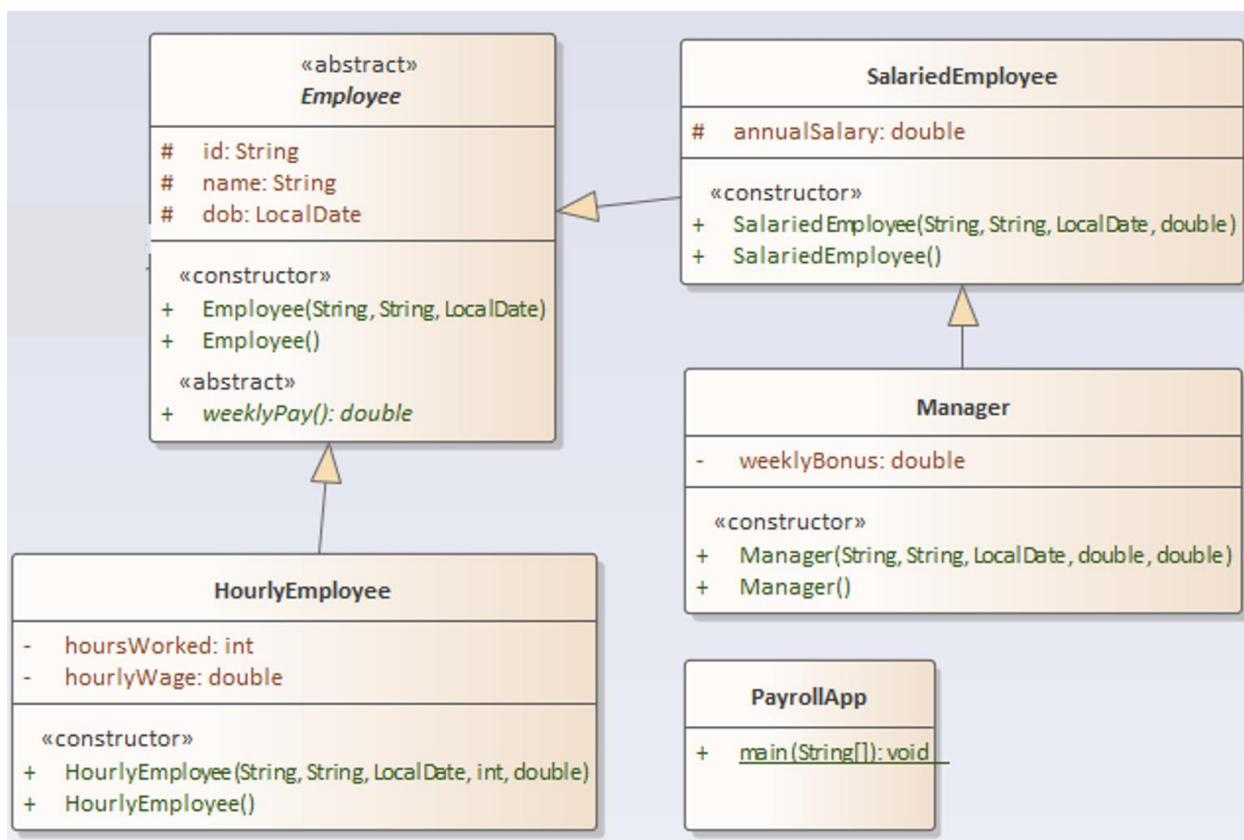 «abstract»
Employee
# id: String
# name: String
# dob: LocalDate
«constructor»
+ Employee(String, String, LocalDate)
+ Employee()
«abstract»
+ weeklyPay(): double
SalariedEmployee
# annualSalary: double
«constructor»
+ SalariedEmployee(String, String, LocalDate, double)
+ SalariedEmployee()
Manager
- weeklyBonus: double
«constructor»
+ Manager(String, String, LocalDate, double, double)
+ Manager()
HourlyEmployee
- hoursWorked: int
- hourlyWage: double
«constructor»
+ HourlyEmployee(String, String, LocalDate, int, double)
+ HourlyEmployee()
PayrollApp
+ main(String[]): void